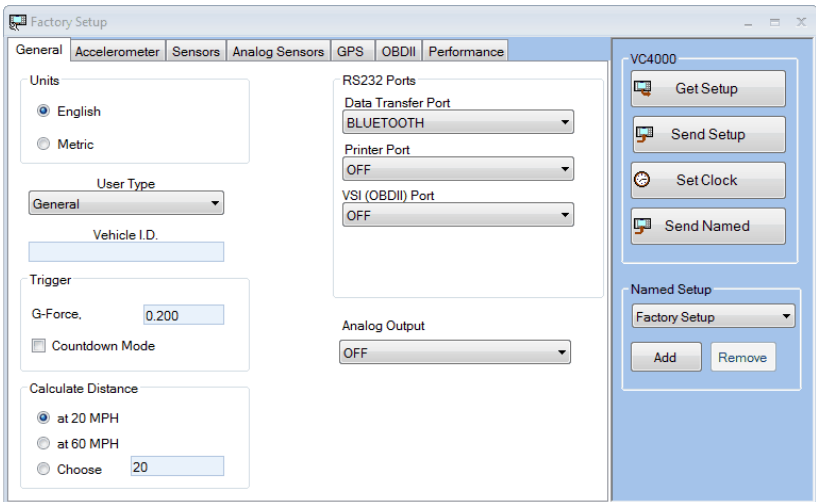 Factory Setup
General Accelerometer Sensors Analog Sensors GPS OBDII Performance
Units
English
Metric
User Type
General
Vehicle I.D.
Trigger
G-Force, 0.200
Countdown Mode
Calculate Distance
at 20 MPH
at 60 MPH
Choose 20
RS232 Ports
Data Transfer Port
BLUETOOTH
Printer Port
OFF
VSI (OBDII) Port
OFF
Analog Output
OFF
VC4000
Get Setup
Send Setup
Set Clock
Send Named
Named Setup
Factory Setup
Add Remove